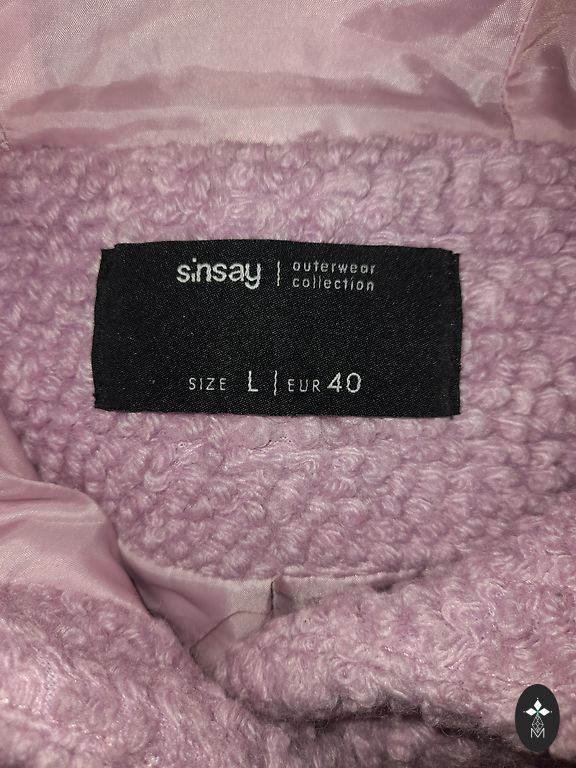 sinsay | outerwear
collection
SIZE L | EUR 40
M